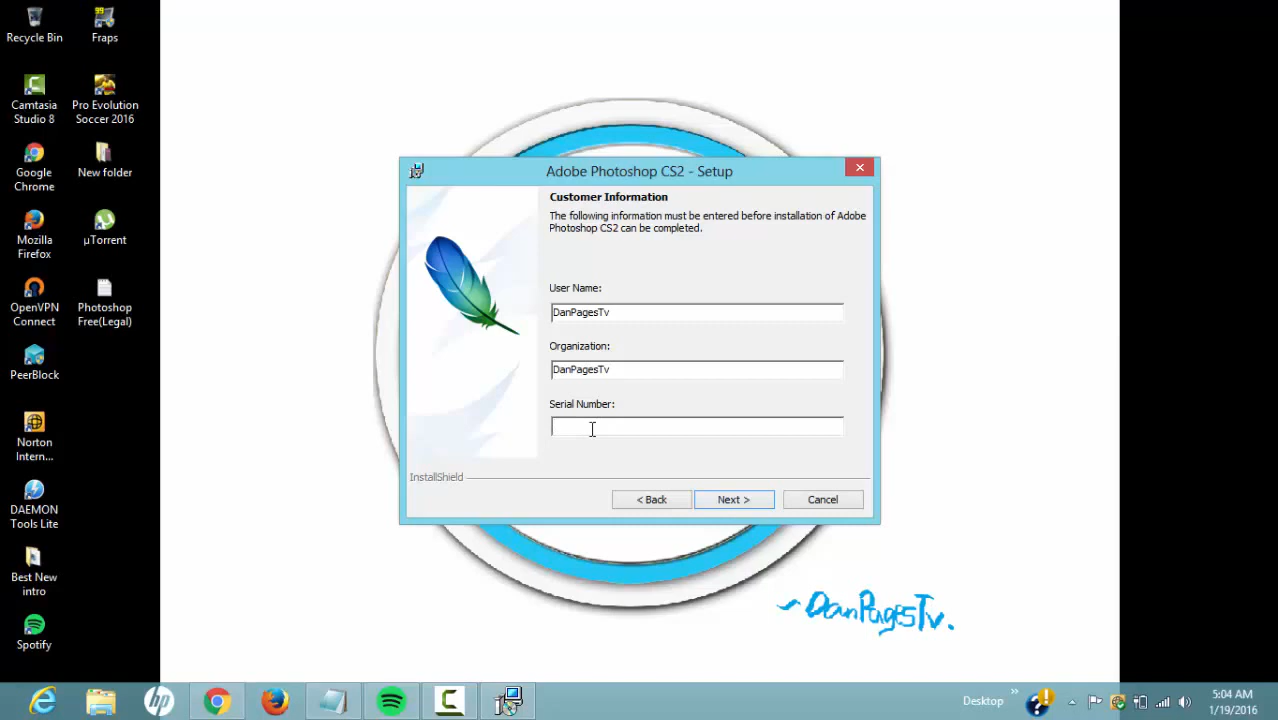 Recycle Bin
Fraps
99
Camtasia
Studio 8
Pro Evolution
Soccer 2016
Google
Chrome
New folder
Mozilla
Firefox
µTorrent
OpenVPN
Connect
Photoshop
Free(Legal)
PeerBlock
Norton
Intern...
DAEMON
Tools Lite
Best New
intro
Spotify
Adobe Photoshop CS2 - Setup
Customer Information
The following information must be entered before installation of Adobe
Photoshop CS2 can be completed.
User Name:
DanPagesTv
Organization:
DanPagesTv
Serial Number:
InstallShield
< Back
Next >
Cancel
~DanPagesTv.
hp
Desktop
»
5:04 AM
1/19/2016